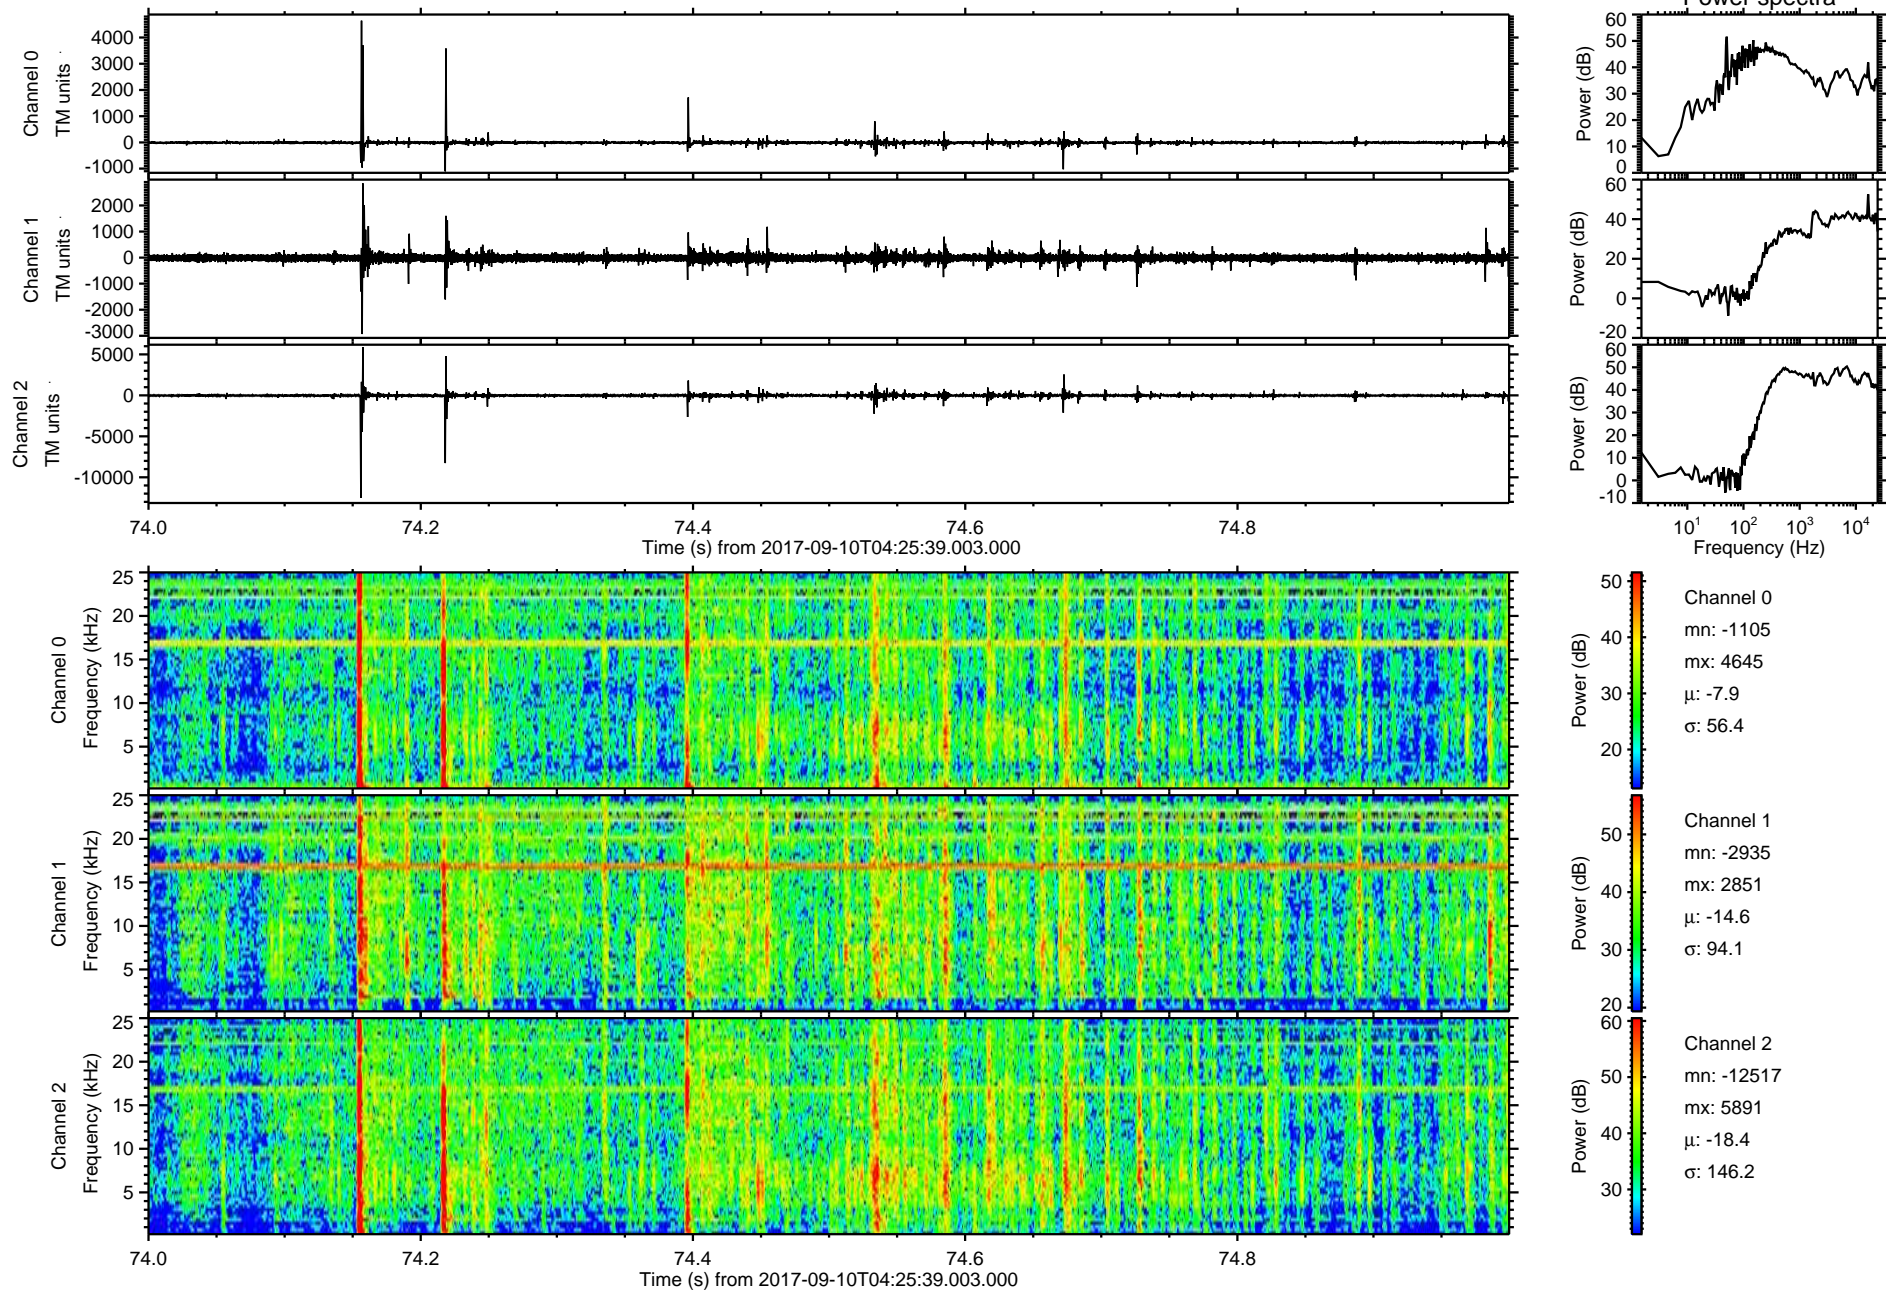 Power spectra
Channel 0
TM units
4000
3000
2000
1000
0
-1000
Power (dB)
60
50
40
30
20
10
0
Channel 1
TM units
2000
1000
0
-1000
-2000
-3000
Power (dB)
60
40
20
0
-20
Channel 2
TM units
5000
0
-5000
-10000
Power (dB)
60
50
40
30
20
10
0
-10
74.0 74.2 74.4 74.6 74.8
Time (s) from 2017-09-10T04:25:39.003.000
10^1 10^2 10^3 10^4
Frequency (Hz)
Channel 0
Frequency (kHz)
25
20
15
10
5
Power (dB)
50
40
30
20
Channel 0
mn: -1105
mx: 4645
μ: -7.9
σ: 56.4
Channel 1
Frequency (kHz)
25
20
15
10
5
Power (dB)
50
40
30
20
Channel 1
mn: -2935
mx: 2851
μ: -14.6
σ: 94.1
Channel 2
Frequency (kHz)
25
20
15
10
5
Power (dB)
60
50
40
30
Channel 2
mn: -12517
mx: 5891
μ: -18.4
σ: 146.2
74.0 74.2 74.4 74.6 74.8
Time (s) from 2017-09-10T04:25:39.003.000